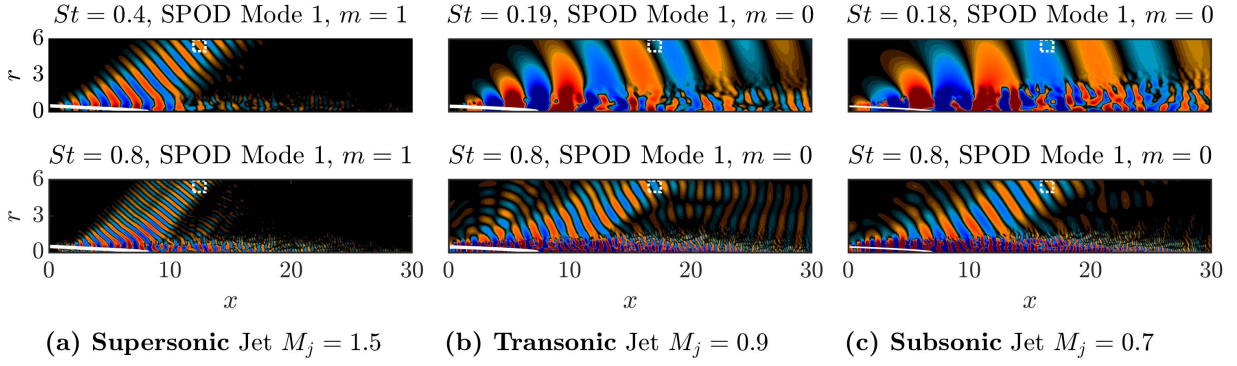 St = 0.4, SPOD Mode 1, m = 1
St = 0.19, SPOD Mode 1, m = 0
St = 0.18, SPOD Mode 1, m = 0
6
3
0
r
St = 0.8, SPOD Mode 1, m = 1
St = 0.8, SPOD Mode 1, m = 0
St = 0.8, SPOD Mode 1, m = 0
6
3
0
r
0 10 20 30
0 10 20 30
0 10 20 30
x
x
x
(a) Supersonic Jet Mj = 1.5
(b) Transonic Jet Mj = 0.9
(c) Subsonic Jet Mj = 0.7